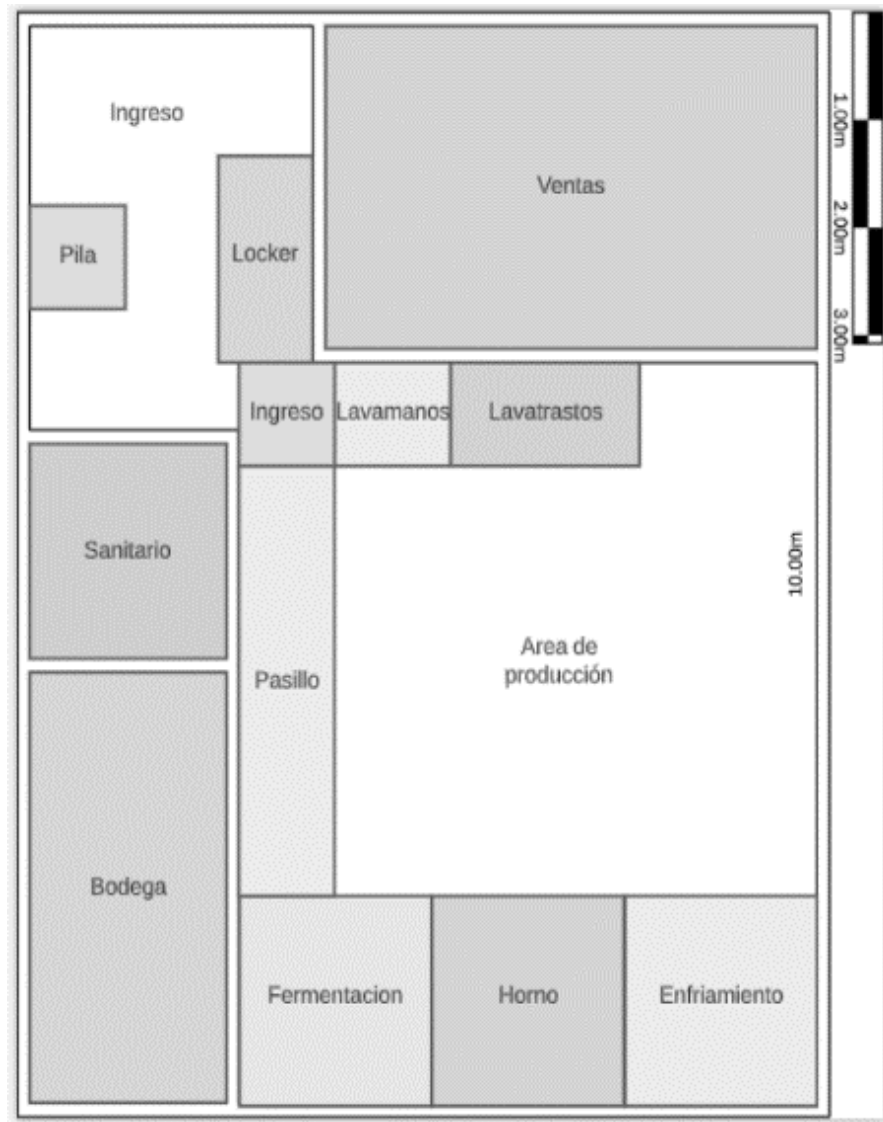 Ingreso
Ventas
Pila
Locker
1.00m
2.00m
3.00m
Ingreso
Lavamanos
Lavatrastos
Sanitario
10.00m
Pasillo
Area de
producción
Bodega
Fermentacion
Horno
Enfriamiento